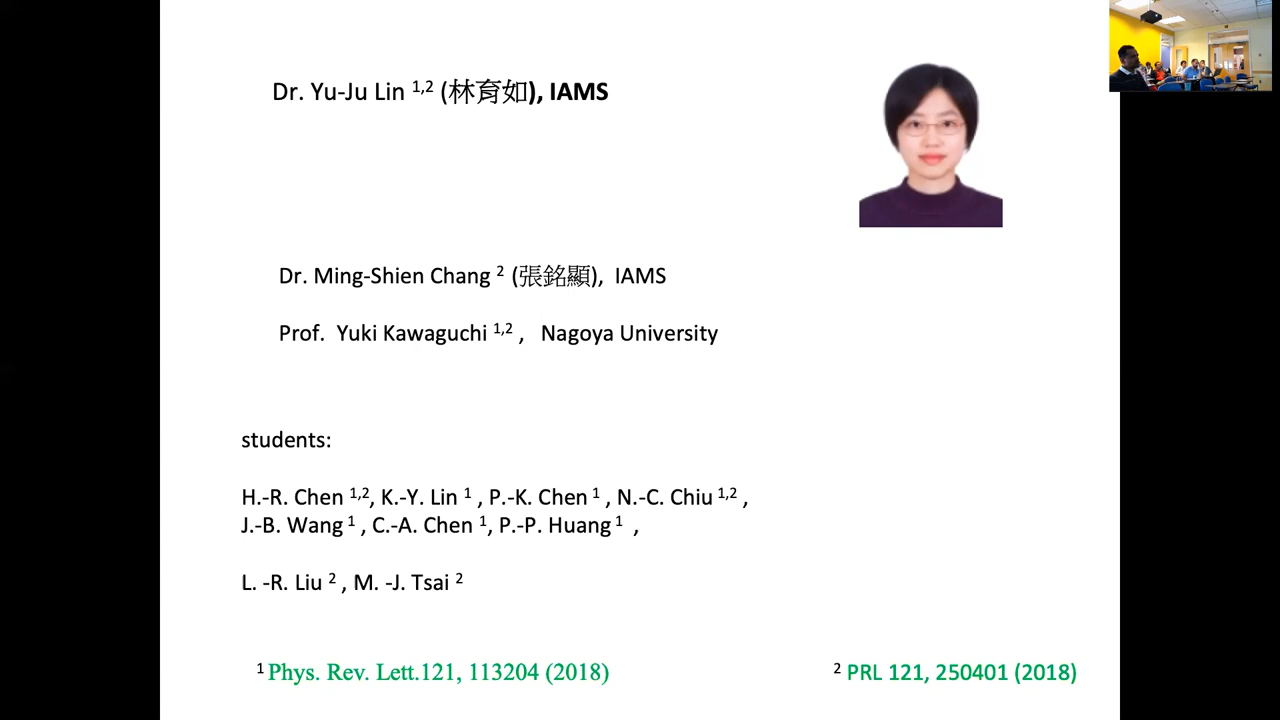 Dr. Yu-Ju Lin 1,2 (林育如), IAMS
Dr. Ming-Shien Chang 2 (張銘顯), IAMS
Prof. Yuki Kawaguchi 1,2 , Nagoya University
students:
H.-R. Chen 1,2, K.-Y. Lin 1 , P.-K. Chen 1 , N.-C. Chiu 1,2 ,
J.-B. Wang 1 , C.-A. Chen 1, P.-P. Huang 1 ,
L. -R. Liu 2 , M. -J. Tsai 2
1 Phys. Rev. Lett.121, 113204 (2018)
2 PRL 121, 250401 (2018)